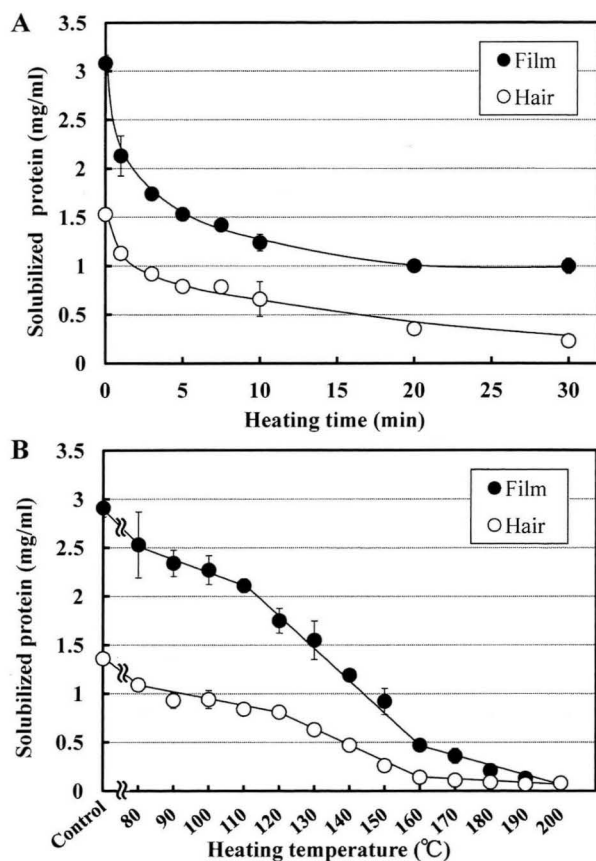 A
3.5
3
2.5
2
1.5
1
0.5
0
Solubilized protein (mg/ml)
Film
Hair
0 5 10 15 20 25 30
Heating time (min)
B
3.5
3
2.5
2
1.5
1
0.5
0
Solubilized protein (mg/ml)
Film
Hair
Control 80 90 100 110 120 130 140 150 160 170 180 190 200
Heating temperature (℃)